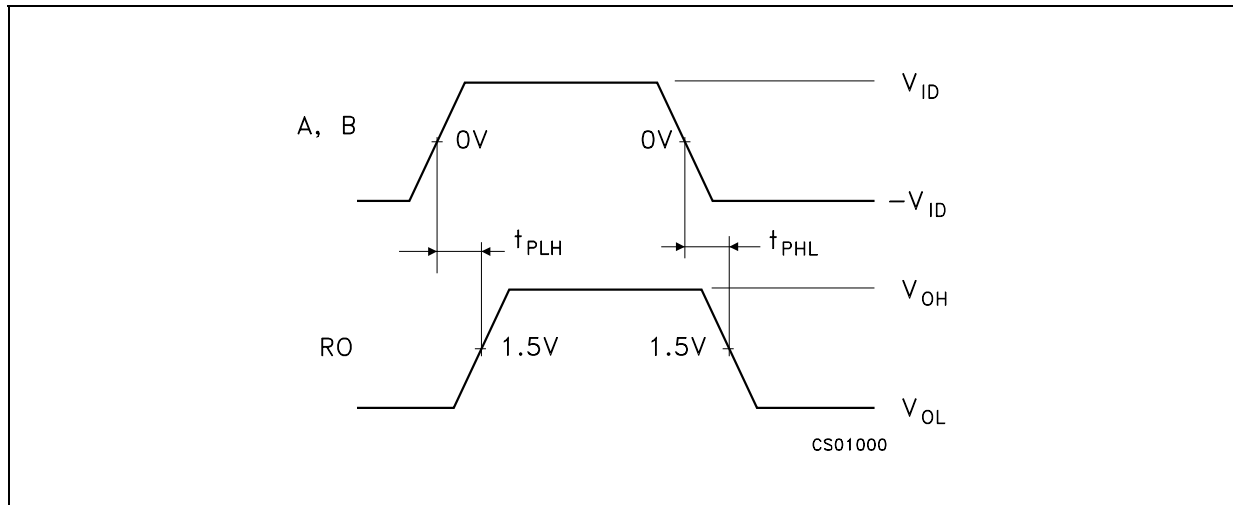 V_ID
A, B
0V 0V
-V_ID
t_PLH t_PHL
V_OH
RO 1.5V 1.5V
V_OL
CS01000